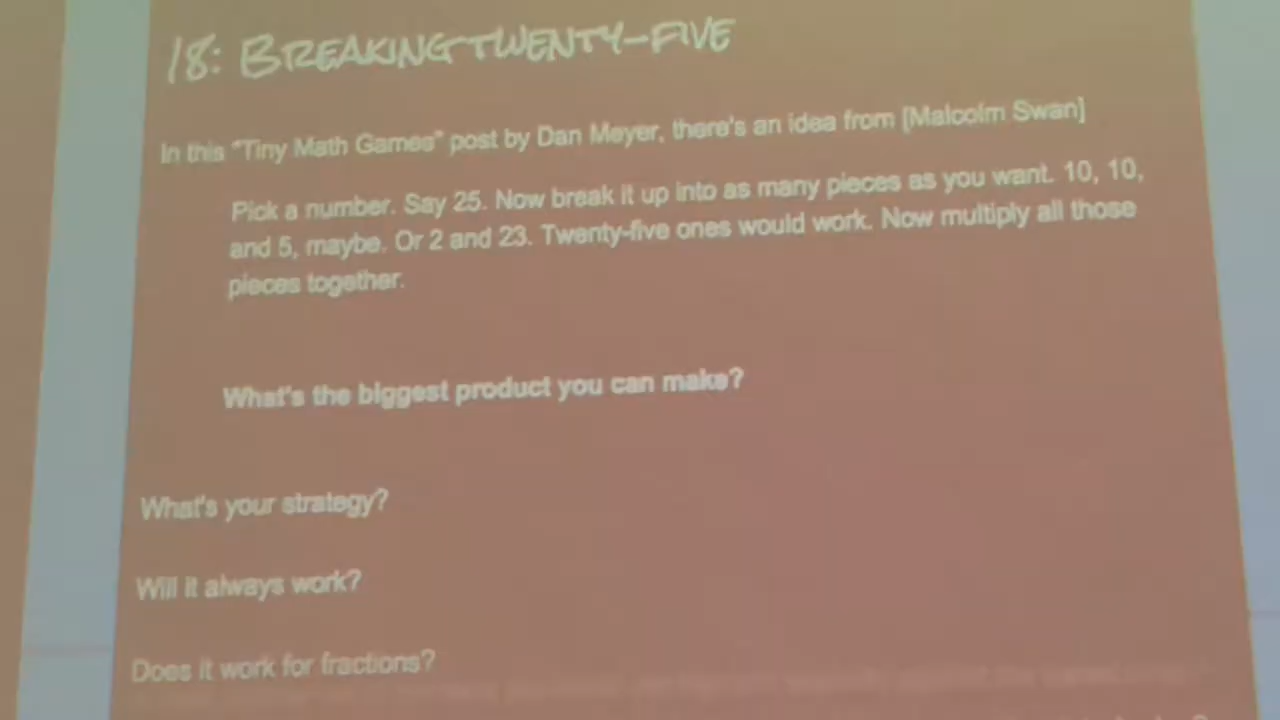 18: BREAKING TWENTY-FIVE
In this "Tiny Math Games" post by Dan Meyer, there's an idea from [Malcolm Swan]
Pick a number. Say 25. Now break it up into as many pieces as you want. 10, 10,
and 5, maybe. Or 2 and 23. Twenty-five ones would work. Now multiply all those
pieces together.
What's the biggest product you can make?
What's your strategy?
Will it always work?
Does it work for fractions?